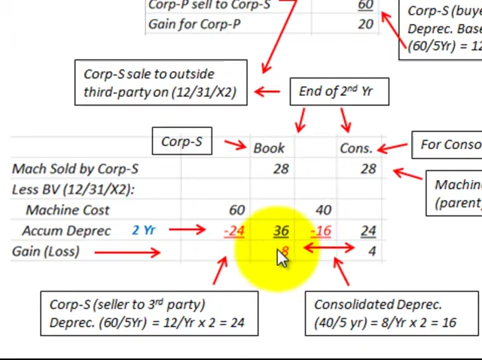 Corp-P sell to Corp-S 60
Gain for Corp-P 20
Corp-S (buye
Deprec. Base
(60/5Yr) = 12
Corp-S sale to outside
third-party on (12/31/X2)
End of 2nd Yr
Corp-S
Book Cons.
For Conso
Mach Sold by Corp-S 28 28
Less BV (12/31/X2):
Machin
(parent
Machine Cost 60 40
Accum Deprec 2 Yr -24 36 -16 24
Gain (Loss) -8 4
Corp-S (seller to 3rd party)
Deprec. (60/5Yr) = 12/Yr x 2 = 24
Consolidated Deprec.
(40/5 yr) = 8/Yr x 2 = 16